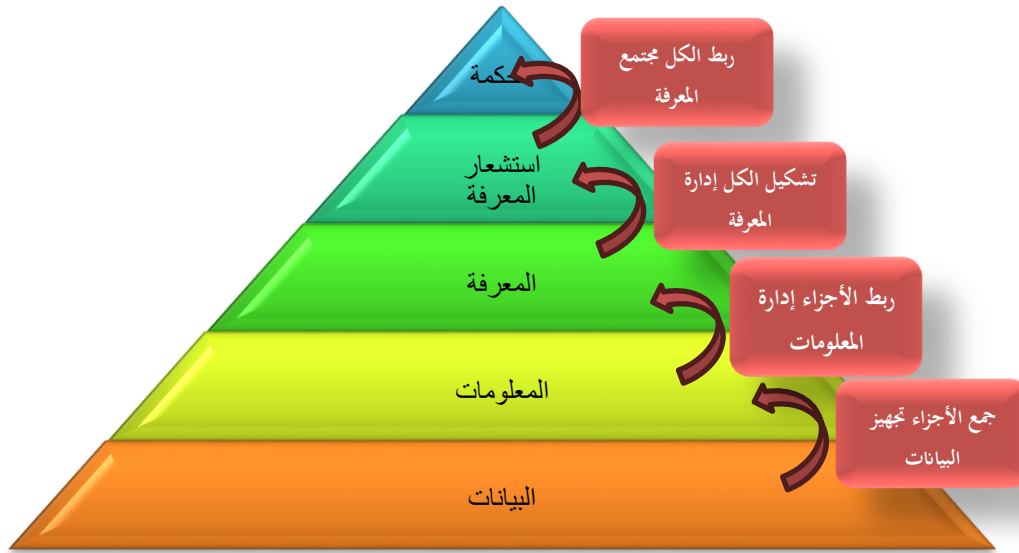 ربط الكل مجتمع
المعرفة
حكمة
تشكيل الكل إدارة
المعرفة
استشعار
المعرفة
ربط الأجزاء إدارة
المعلومات
المعرفة
جمع الأجزاء تجهيز
البيانات
المعلومات
البيانات